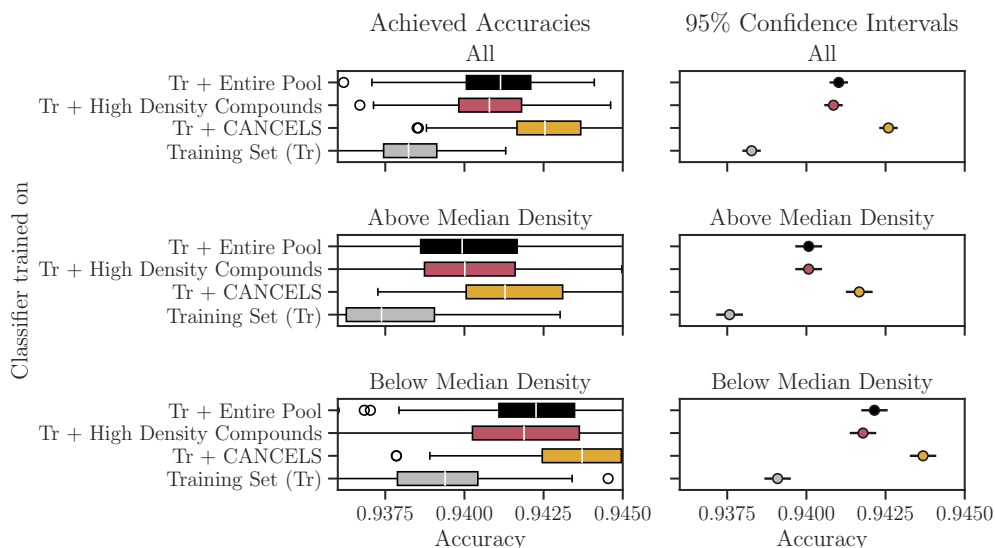 Achieved Accuracies
All
95% Confidence Intervals
All
Classifier trained on
Tr + Entire Pool
Tr + High Density Compounds
Tr + CANCELS
Training Set (Tr)
Above Median Density
Above Median Density
Tr + Entire Pool
Tr + High Density Compounds
Tr + CANCELS
Training Set (Tr)
Below Median Density
Below Median Density
Tr + Entire Pool
Tr + High Density Compounds
Tr + CANCELS
Training Set (Tr)
0.9375 0.9400 0.9425 0.9450
Accuracy
0.9375 0.9400 0.9425 0.9450
Accuracy